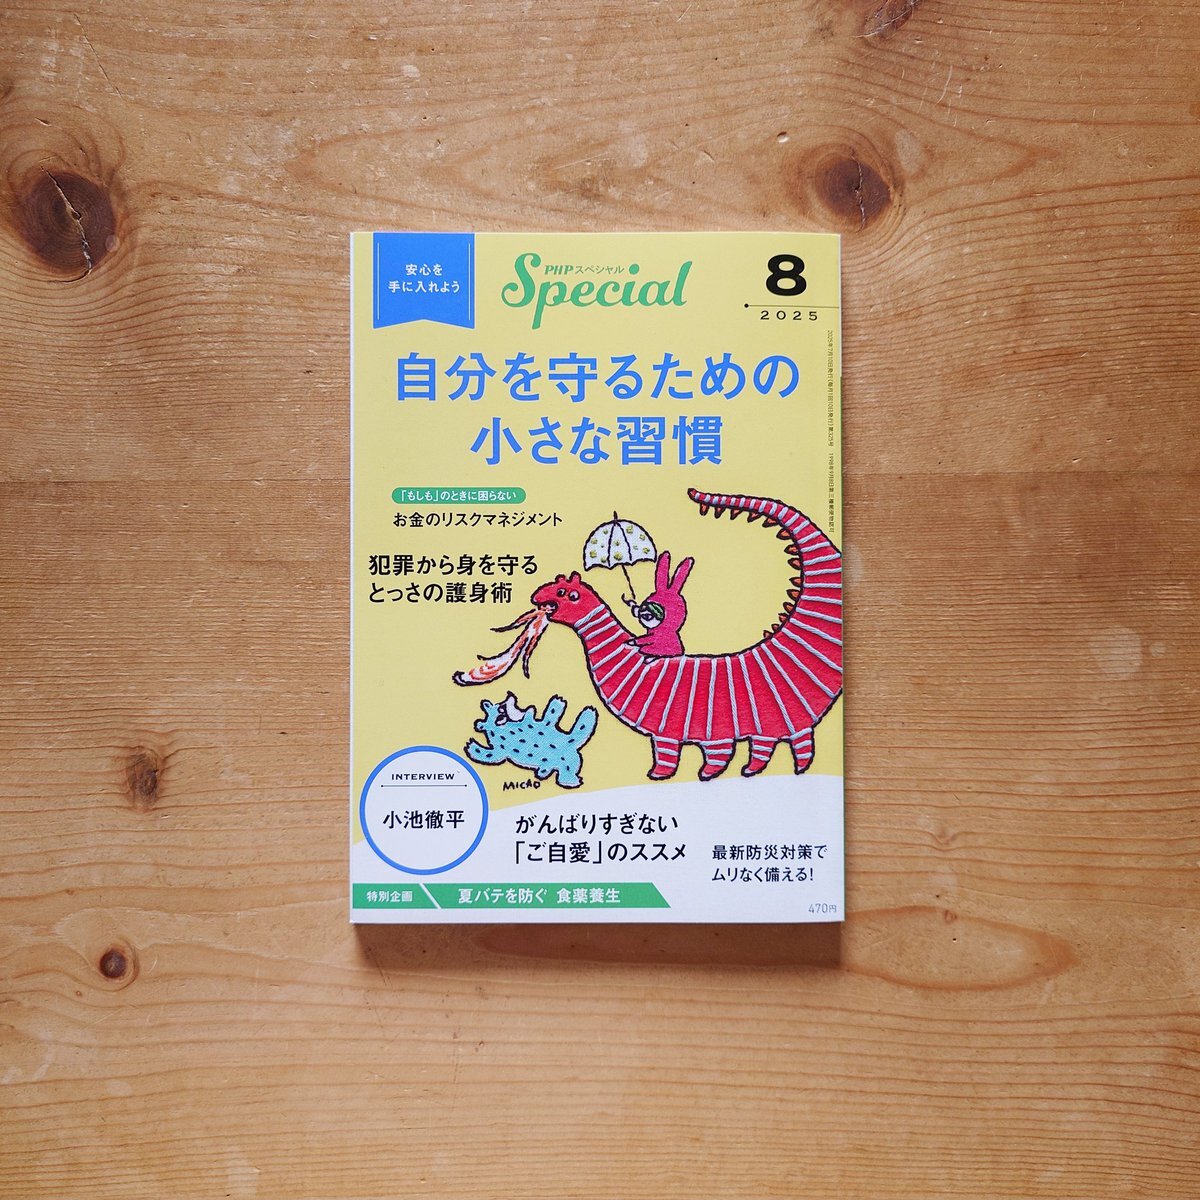 安心を
手に入れよう
PHPスペシャル
Special
8
2025
自分を守るための
小さな習慣
「もしも」のときに困らない
お金のリスクマネジメント
犯罪から身を守る
とっさの護身術
MICAO
INTERVIEW
小池徹平
がんばりすぎない
「ご自愛」のススメ
最新防災対策で
ムリなく備える!
特別企画
夏バテを防ぐ 食薬養生
470円